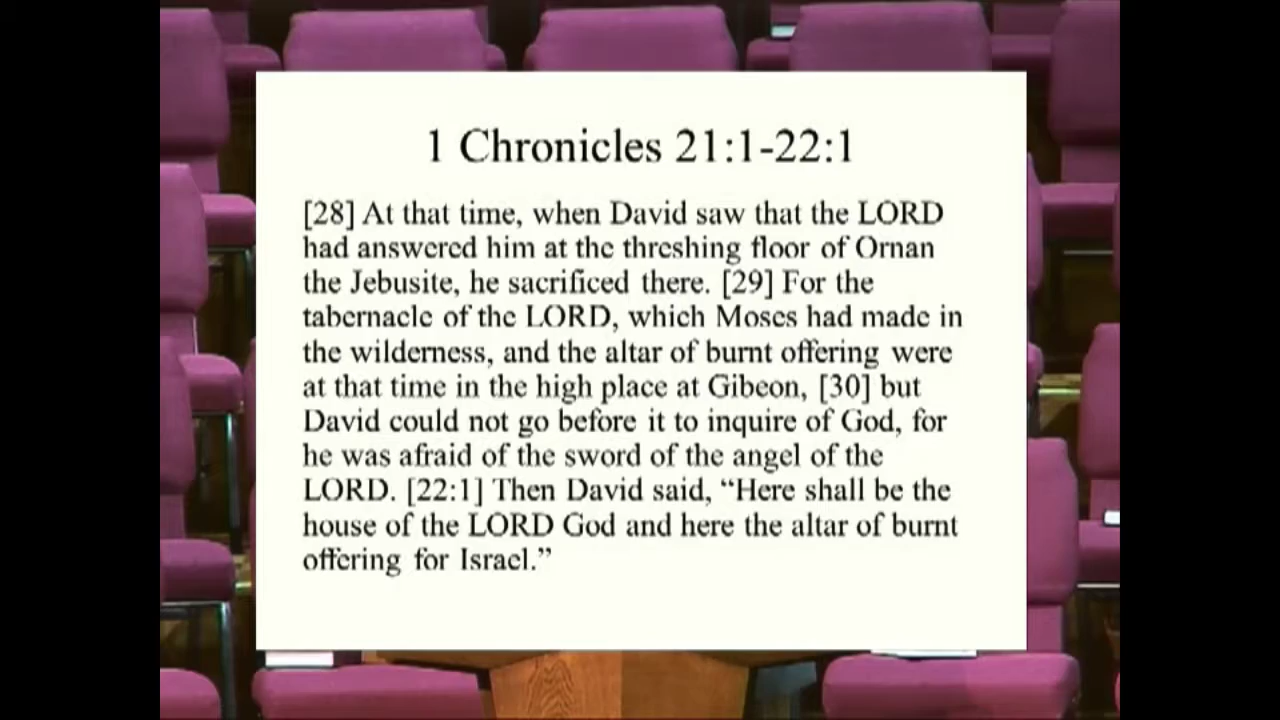 1 Chronicles 21:1-22:1
[28] At that time, when David saw that the LORD
had answered him at the threshing floor of Ornan
the Jebusite, he sacrificed there. [29] For the
tabernacle of the LORD, which Moses had made in
the wilderness, and the altar of burnt offering were
at that time in the high place at Gibeon, [30] but
David could not go before it to inquire of God, for
he was afraid of the sword of the angel of the
LORD. [22:1] Then David said, “Here shall be the
house of the LORD God and here the altar of burnt
offering for Israel.”